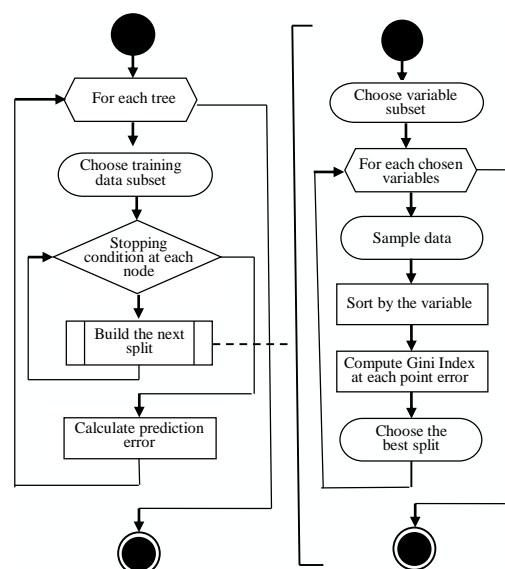 For each tree
Choose training
data subset
Stopping
condition at each
node
Build the next
split
Calculate prediction
error
Choose variable
subset
For each chosen
variables
Sample data
Sort by the variable
Compute Gini Index
at each point error
Choose the
best split